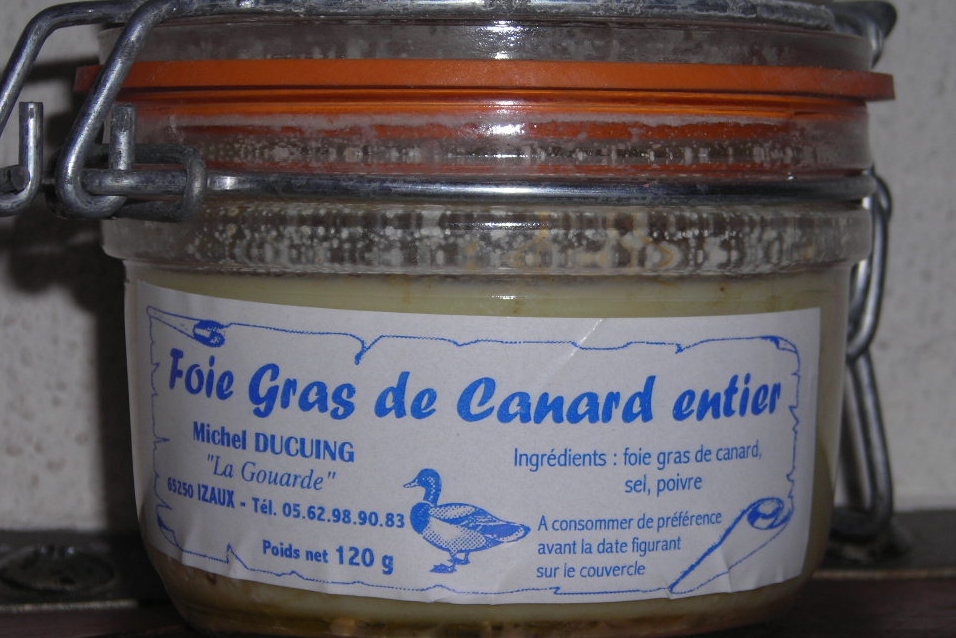 Foie Gras de Canard entier
Michel DUCUING
"La Gouarde"
65250 IZAUX - Tél. 05.62.98.90.83
Poids net 120 g
Ingrédients : foie gras de canard,
sel, poivre
A consommer de préférence
avant la date figurant
sur le couvercle